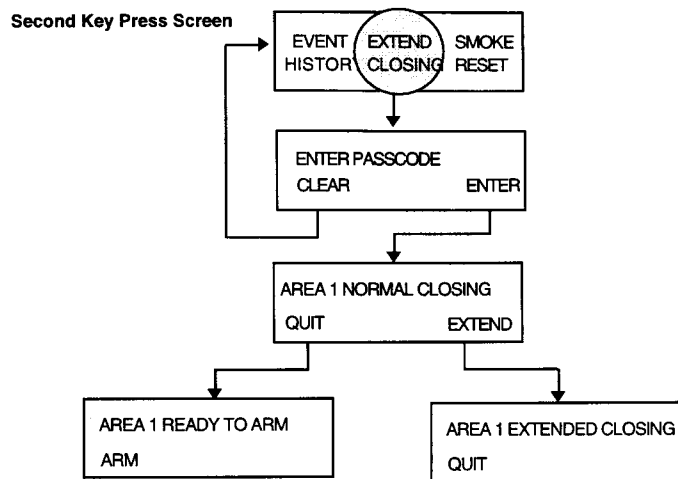 Second Key Press Screen
EVENT EXTEND SMOKE
HISTOR CLOSING RESET
ENTER PASSCODE
CLEAR ENTER
AREA 1 NORMAL CLOSING
QUIT EXTEND
AREA 1 READY TO ARM
ARM
AREA 1 EXTENDED CLOSING
QUIT